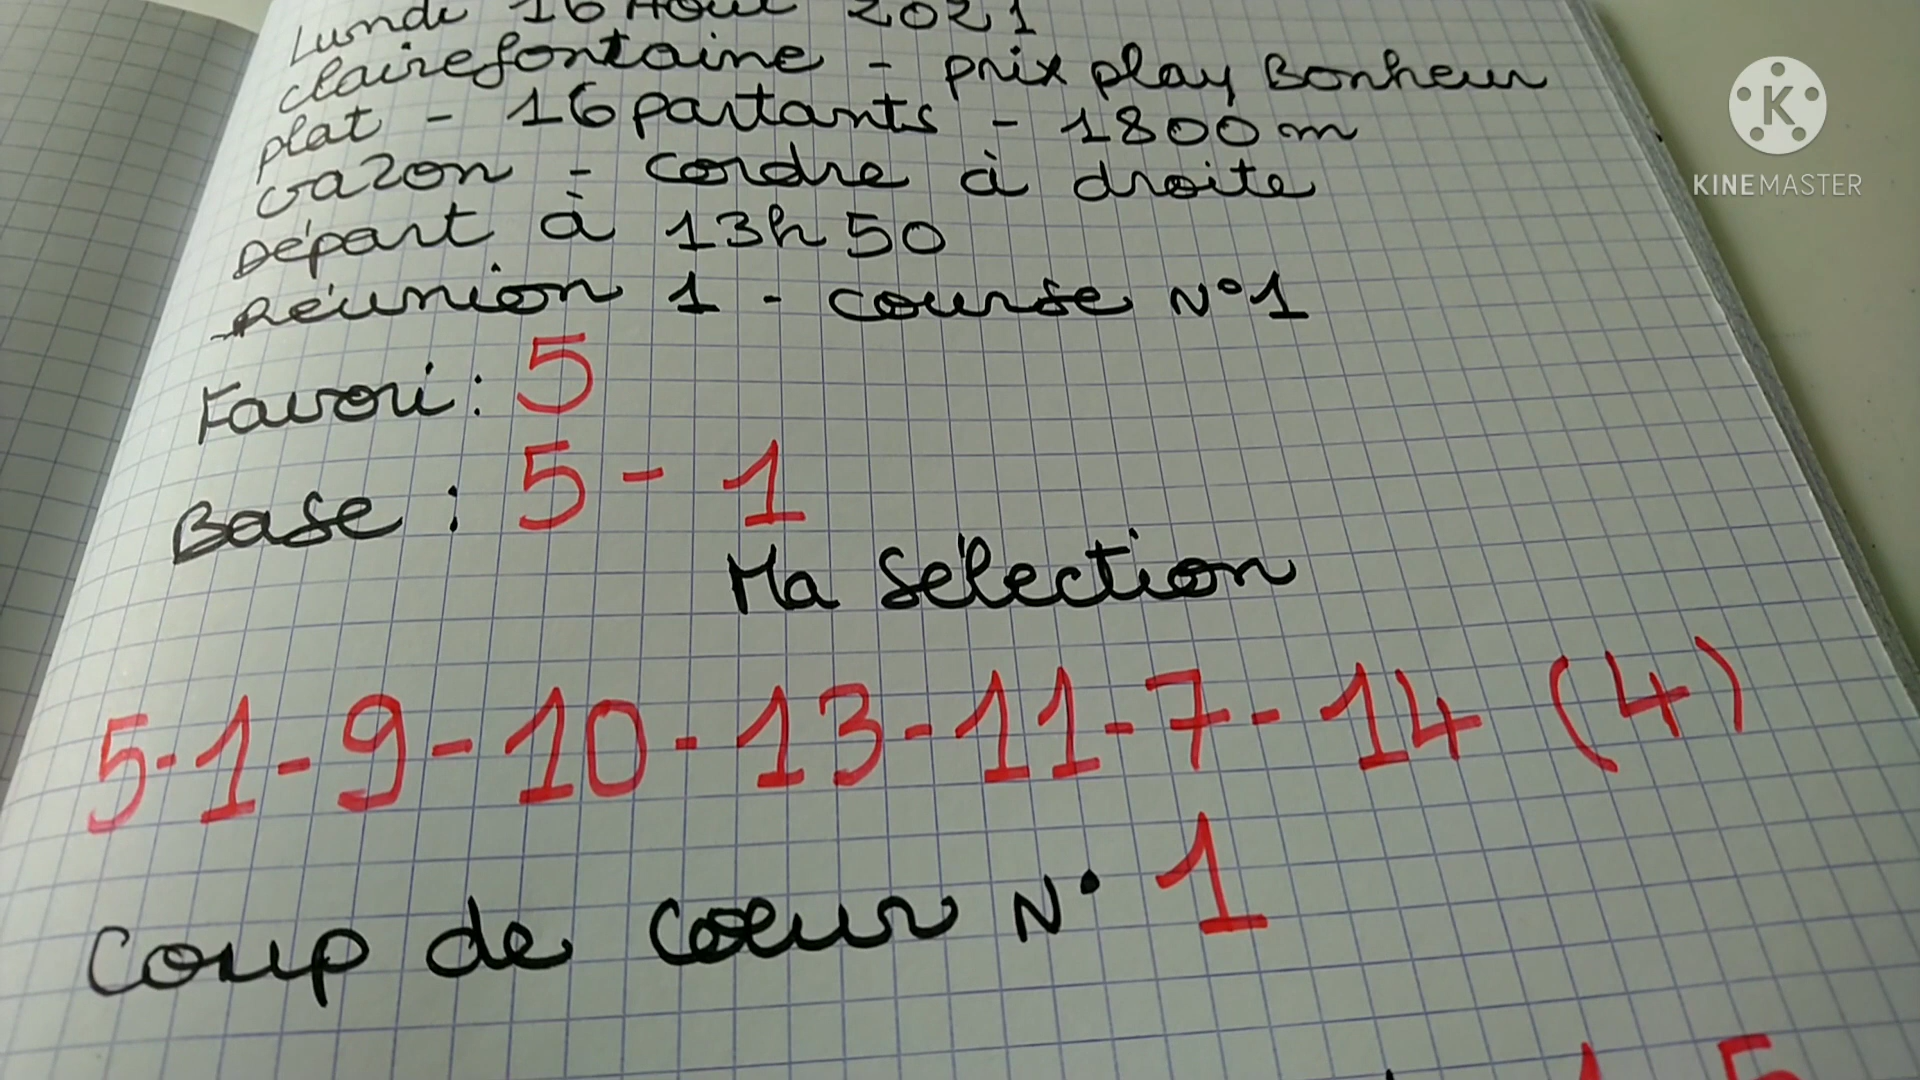 Lundi 16 Août 2021
clairefontaine - prix play Bonheur
plat - 16 partants - 1800 m
Gazon - cordre à droite
Départ à 13h50
Réunion 1 - course N°1
Favori : 5
Base : 5 - 1
Ma Sélection
5-1-9-10-13-11-7-14 (4)
Coup de coeur N° 1
K
KINEMASTER